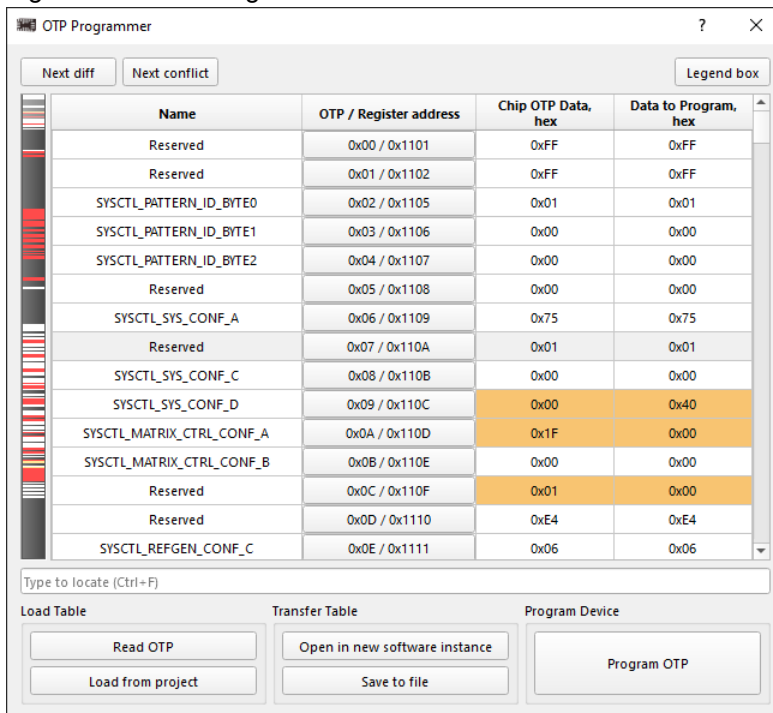 OTP Programmer ? ×
Next diff Next conflict Legend box
Name OTP / Register address Chip OTP Data, hex Data to Program, hex
Reserved 0x00 / 0x1101 0xFF 0xFF
Reserved 0x01 / 0x1102 0xFF 0xFF
SYSCTL_PATTERN_ID_BYTE0 0x02 / 0x1105 0x01 0x01
SYSCTL_PATTERN_ID_BYTE1 0x03 / 0x1106 0x00 0x00
SYSCTL_PATTERN_ID_BYTE2 0x04 / 0x1107 0x00 0x00
Reserved 0x05 / 0x1108 0x00 0x00
SYSCTL_SYS_CONF_A 0x06 / 0x1109 0x75 0x75
Reserved 0x07 / 0x110A 0x01 0x01
SYSCTL_SYS_CONF_C 0x08 / 0x110B 0x00 0x00
SYSCTL_SYS_CONF_D 0x09 / 0x110C 0x00 0x40
SYSCTL_MATRIX_CTRL_CONF_A 0x0A / 0x110D 0x1F 0x00
SYSCTL_MATRIX_CTRL_CONF_B 0x0B / 0x110E 0x00 0x00
Reserved 0x0C / 0x110F 0x01 0x00
Reserved 0x0D / 0x1110 0xE4 0xE4
SYSCTL_REFGEN_CONF_C 0x0E / 0x1111 0x06 0x06
Type to locate (Ctrl+F)
Load Table Transfer Table Program Device
Read OTP Open in new software instance Program OTP
Load from project Save to file